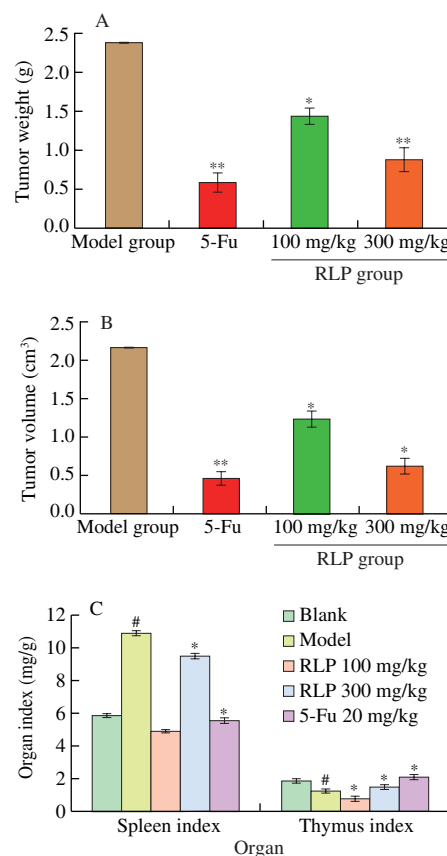 A
Tumor weight (g)
2.5
2.0
1.5
1.0
0.5
0.0
**
*
**
Model group 5-Fu 100 mg/kg 300 mg/kg
RLP group
B
Tumor volume (cm³)
2.5
2.0
1.5
1.0
0.5
0.0
**
*
*
Model group 5-Fu 100 mg/kg 300 mg/kg
RLP group
C
Organ index (mg/g)
12
10
8
6
4
2
0
Blank
Model
RLP 100 mg/kg
RLP 300 mg/kg
5-Fu 20 mg/kg
# * *
# * * *
Spleen index Thymus index
Organ